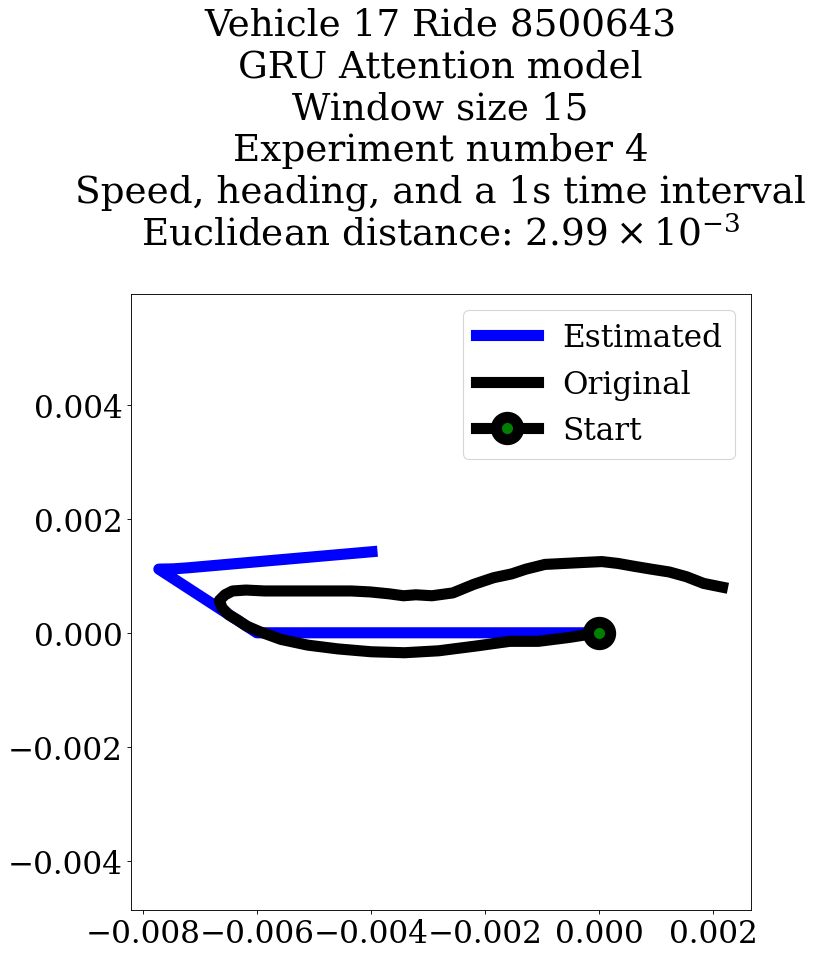 Vehicle 17 Ride 8500643
GRU Attention model
Window size 15
Experiment number 4
Speed, heading, and a 1s time interval
Euclidean distance: 2.99 × 10⁻³
Estimated
Original
Start
0.004
0.002
0.000
−0.002
−0.004
−0.008 −0.006 −0.004 −0.002 0.000 0.002